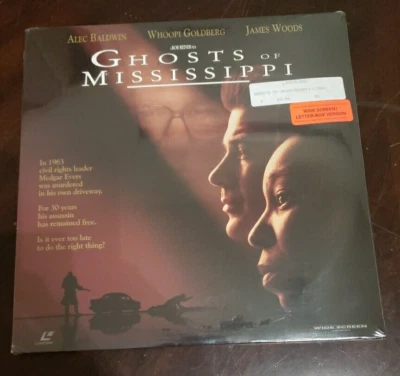 ALEC BALDWIN WHOOPI GOLDBERG JAMES WOODS
GHOSTS OF
MISSISSIPPI
WIDE SCREEN/
LETTER-BOX VERSION
In 1963
civil rights leader
Medgar Evers
was murdered
in his own driveway.
For 30 years
his assassin
has remained free.
Is it ever too late
to do the right thing?
WIDE SCREEN